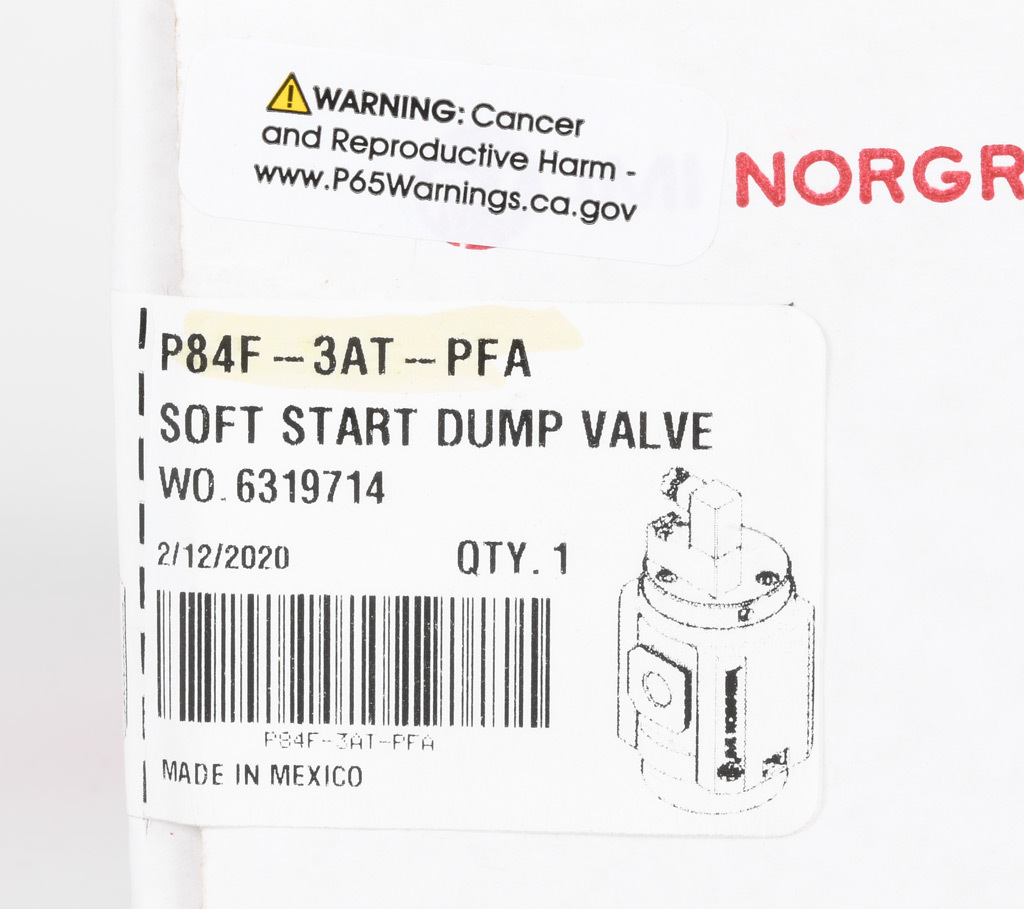 WARNING: Cancer
and Reproductive Harm -
www.P65Warnings.ca.gov
NORGR
P84F-3AT-PFA
SOFT START DUMP VALVE
WO. 6319714
2/12/2020 QTY. 1
P84F-3AT-PFA
MADE IN MEXICO